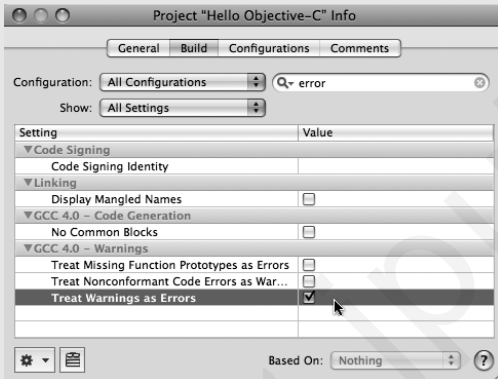 Project “Hello Objective-C” Info
General Build Configurations Comments
Configuration: All Configurations error
Show: All Settings
Setting Value
Code Signing
Code Signing Identity
Linking
Display Mangled Names
GCC 4.0 – Code Generation
No Common Blocks
GCC 4.0 – Warnings
Treat Missing Function Prototypes as Errors
Treat Nonconformant Code Errors as War...
Treat Warnings as Errors
Based On: Nothing ?